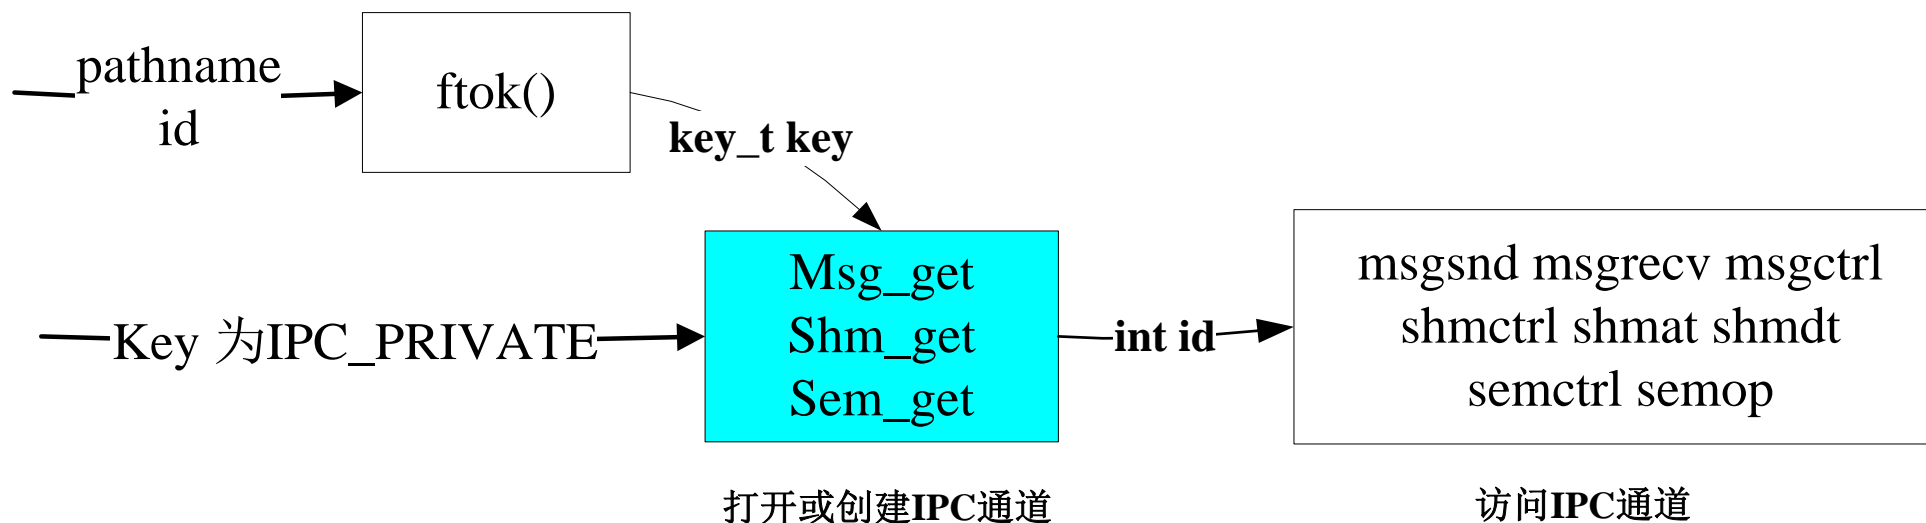 pathname
id
ftok()
key_t key
Key 为IPC_PRIVATE
Msg_get
Shm_get
Sem_get
int id
msgsnd msgrecv msgctrl
shmctrl shmat shmdt
semctrl semop
打开或创建IPC通道
访问IPC通道